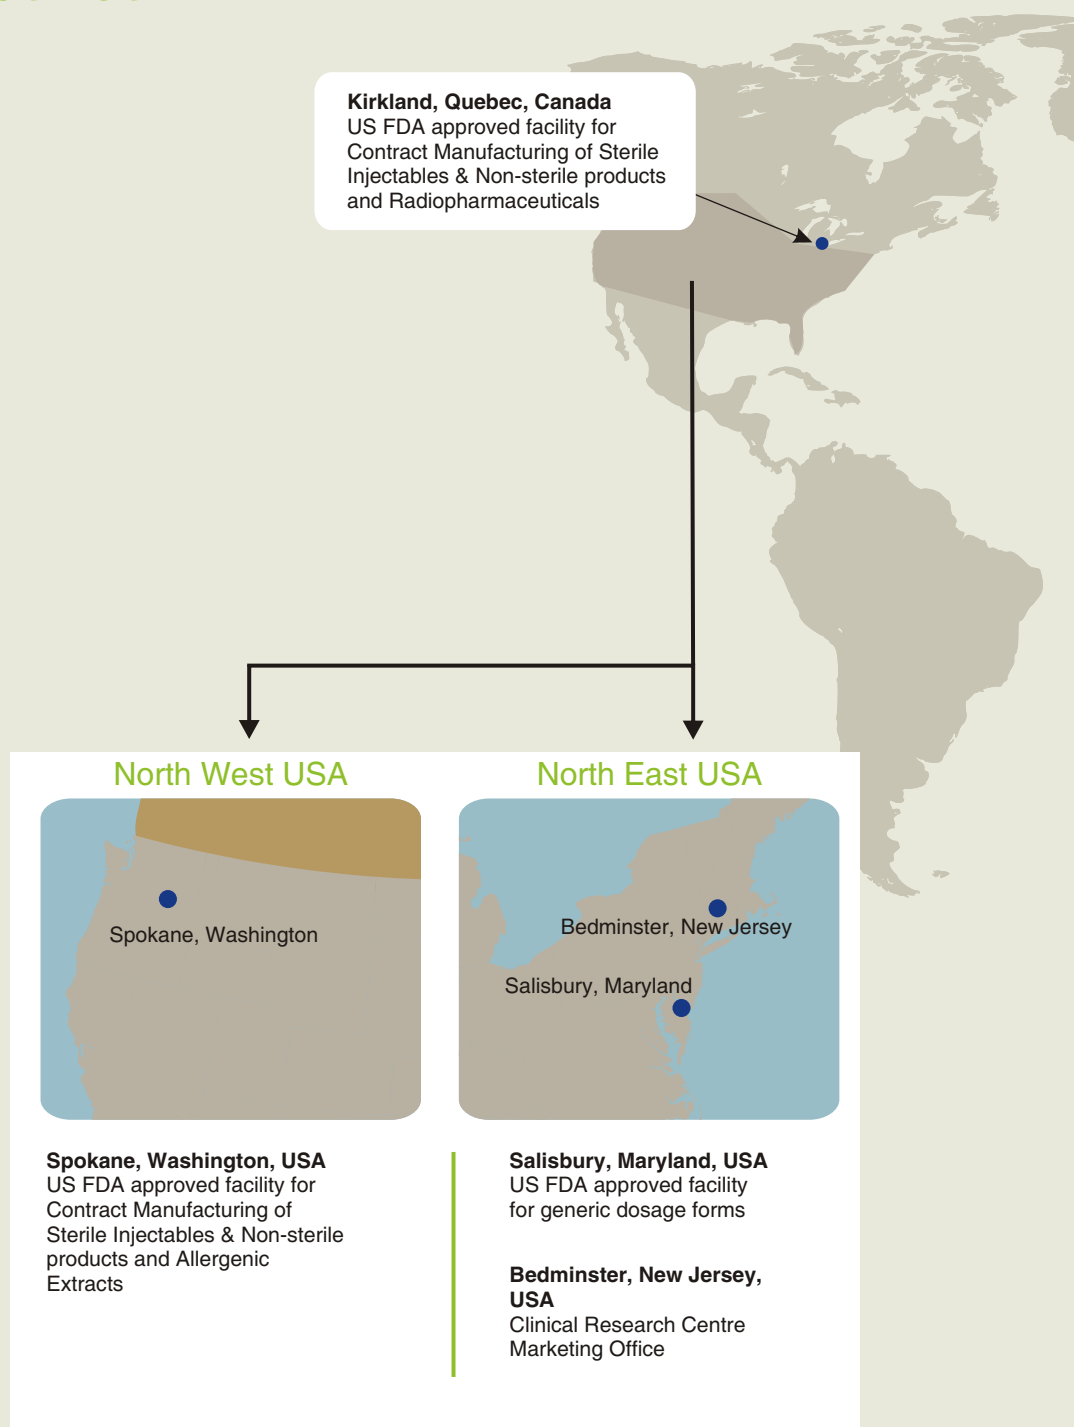 Kirkland, Quebec, Canada
US FDA approved facility for
Contract Manufacturing of Sterile
Injectables & Non-sterile products
and Radiopharmaceuticals
North West USA
North East USA
Spokane, Washington
Bedminster, New Jersey
Salisbury, Maryland
Spokane, Washington, USA
US FDA approved facility for
Contract Manufacturing of
Sterile Injectables & Non-sterile
products and Allergenic
Extracts
Salisbury, Maryland, USA
US FDA approved facility
for generic dosage forms
Bedminster, New Jersey,
USA
Clinical Research Centre
Marketing Office